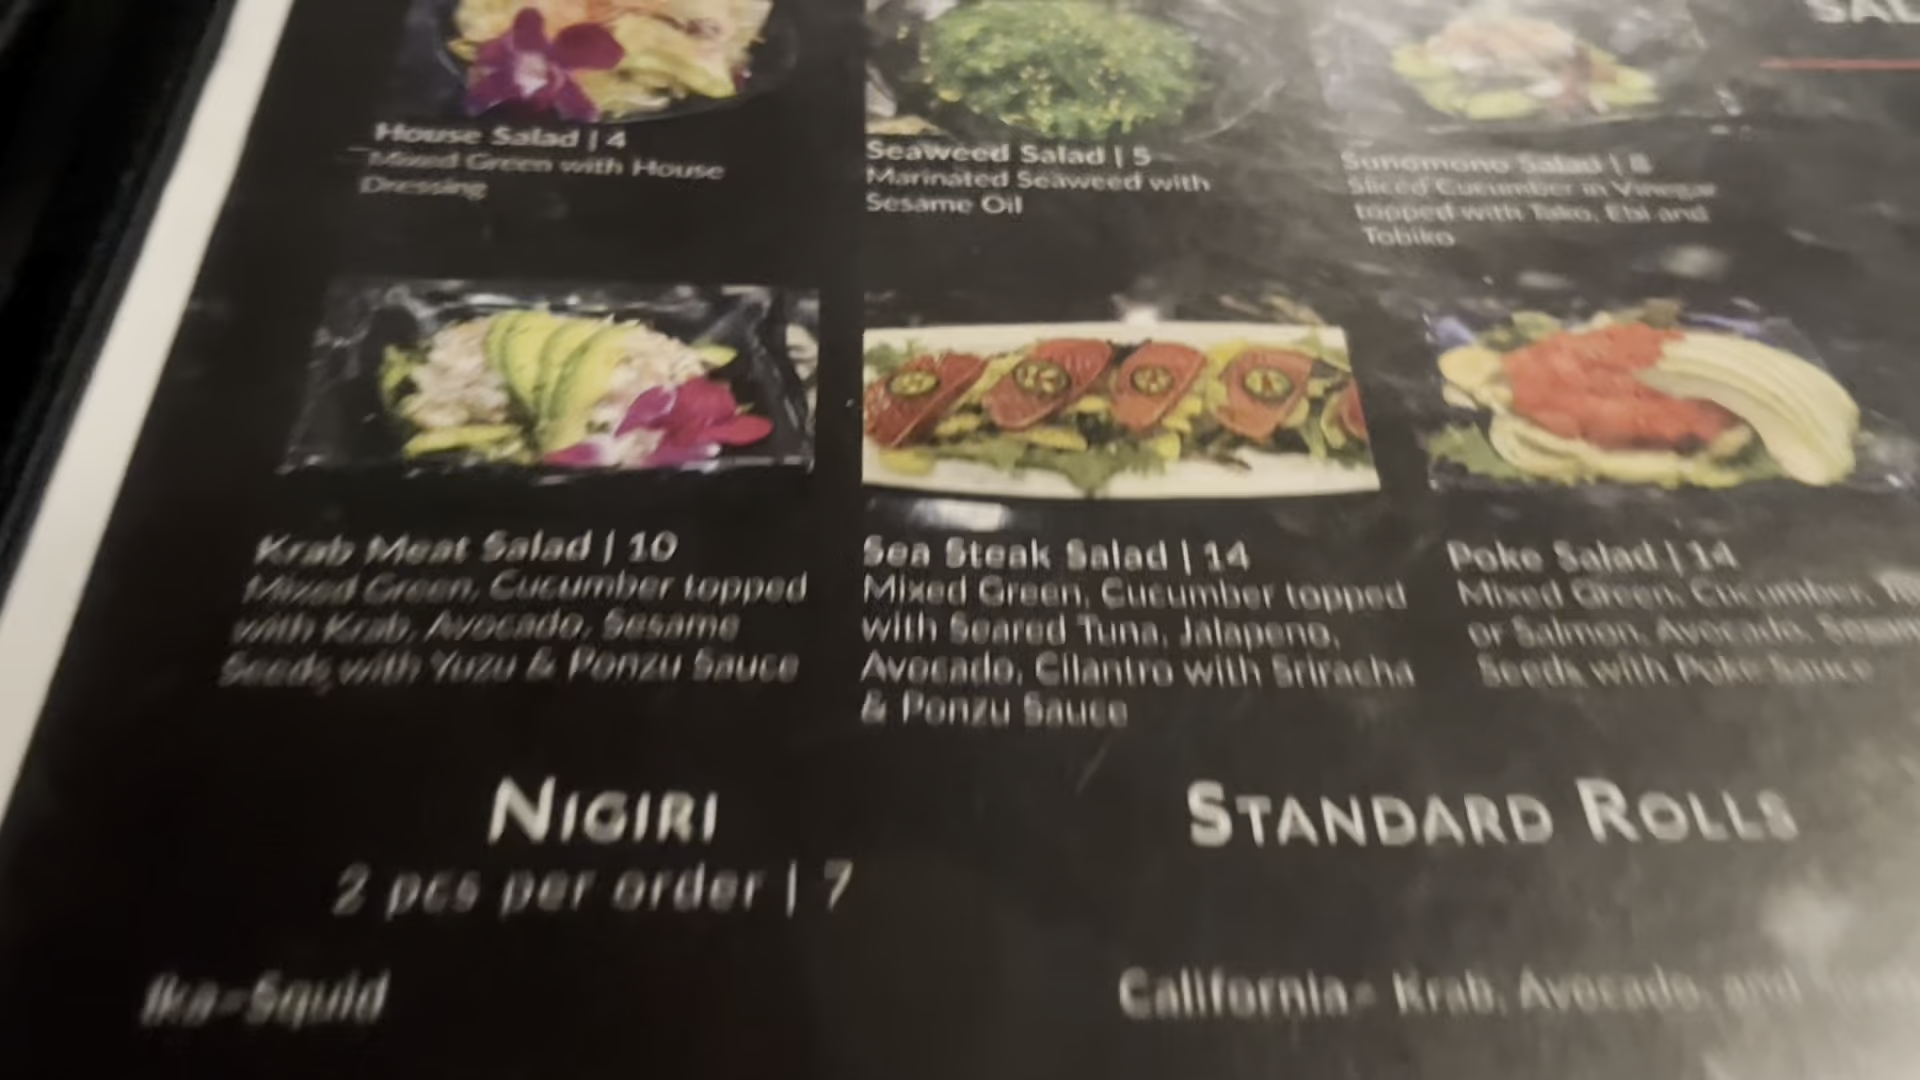 SAL
House Salad | 4
Mixed Green with House
Dressing
Seaweed Salad | 5
Marinated Seaweed with
Sesame Oil
Sunomono Salad | 8
Sliced Cucumber in Vinegar
topped with Tako, Ebi and
Tobiko
Krab Meat Salad | 10
Mixed Green, Cucumber topped
with Krab, Avocado, Sesame
Seeds with Yuzu & Ponzu Sauce
Sea Steak Salad | 14
Mixed Green, Cucumber topped
with Seared Tuna, Jalapeno,
Avocado, Cilantro with Sriracha
& Ponzu Sauce
Poke Salad | 14
Mixed Green, Cucumber,
or Salmon, Avocado,
Seeds with Poke Sauce
NIGIRI
2 pcs per order | 7
Ika=Squid
STANDARD ROLLS
California- Krab, Avocado, and